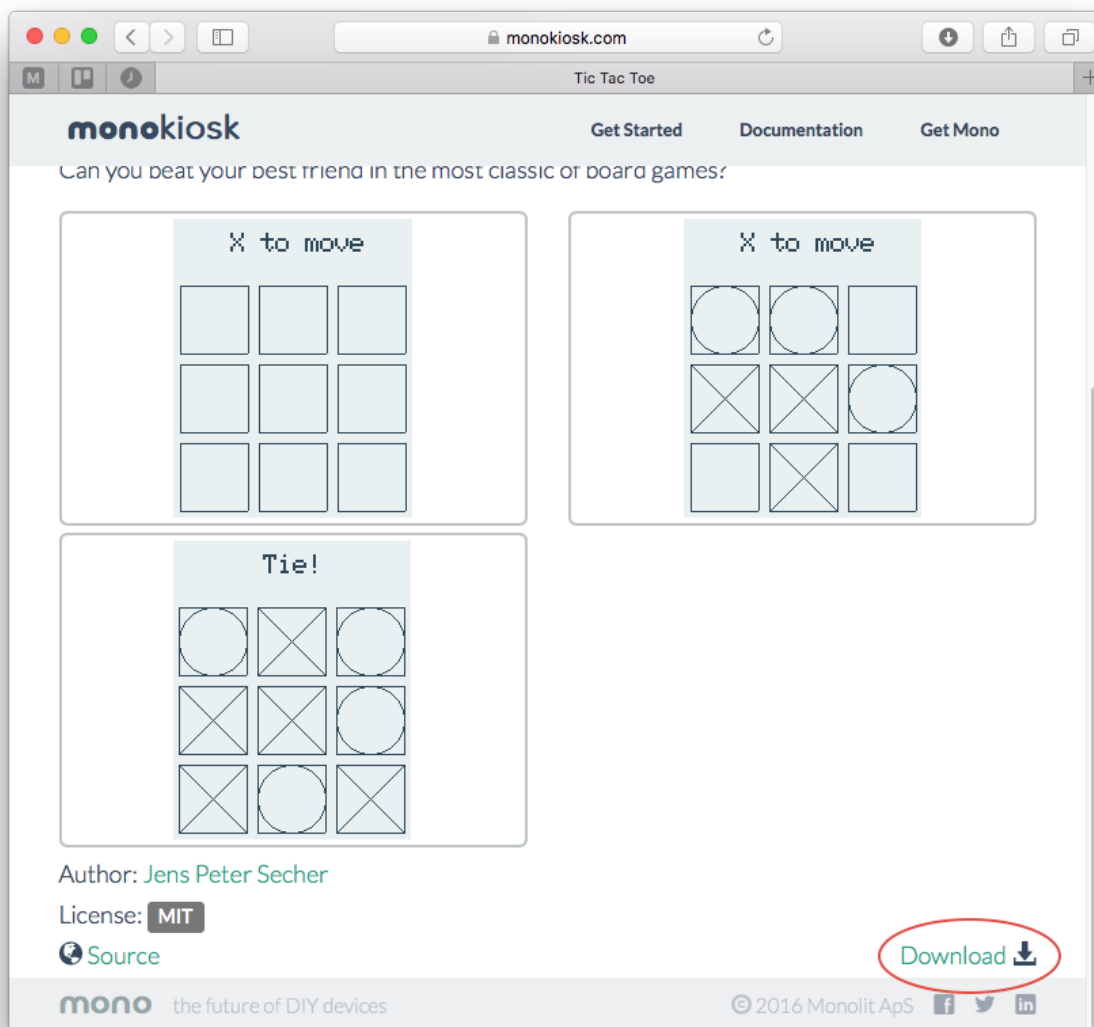 monokiosk.com
M
Tic Tac Toe
monokiosk
Get Started Documentation Get Mono
Can you beat your best friend in the most classic of board games?
X to move
X to move
Tie!
Author: Jens Peter Secher
License: MIT
Source
Download
mono the future of DIY devices
© 2016 Monolit ApS f in